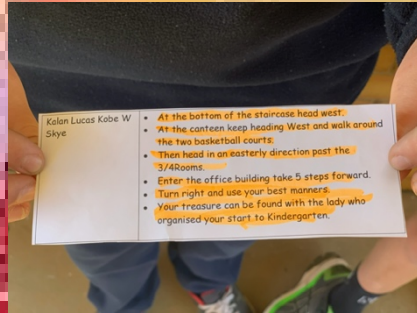 Kolan Lucas Kobe W
Skye
• At the bottom of the staircase head west.
• At the canteen keep heading West and walk around
the two basketball courts.
• Then head in an easterly direction past the
3/4Rooms.
• Enter the office building take 5 steps forward.
• Turn right and use your best manners.
• Your treasure can be found with the lady who
organised your start to Kindergarten.